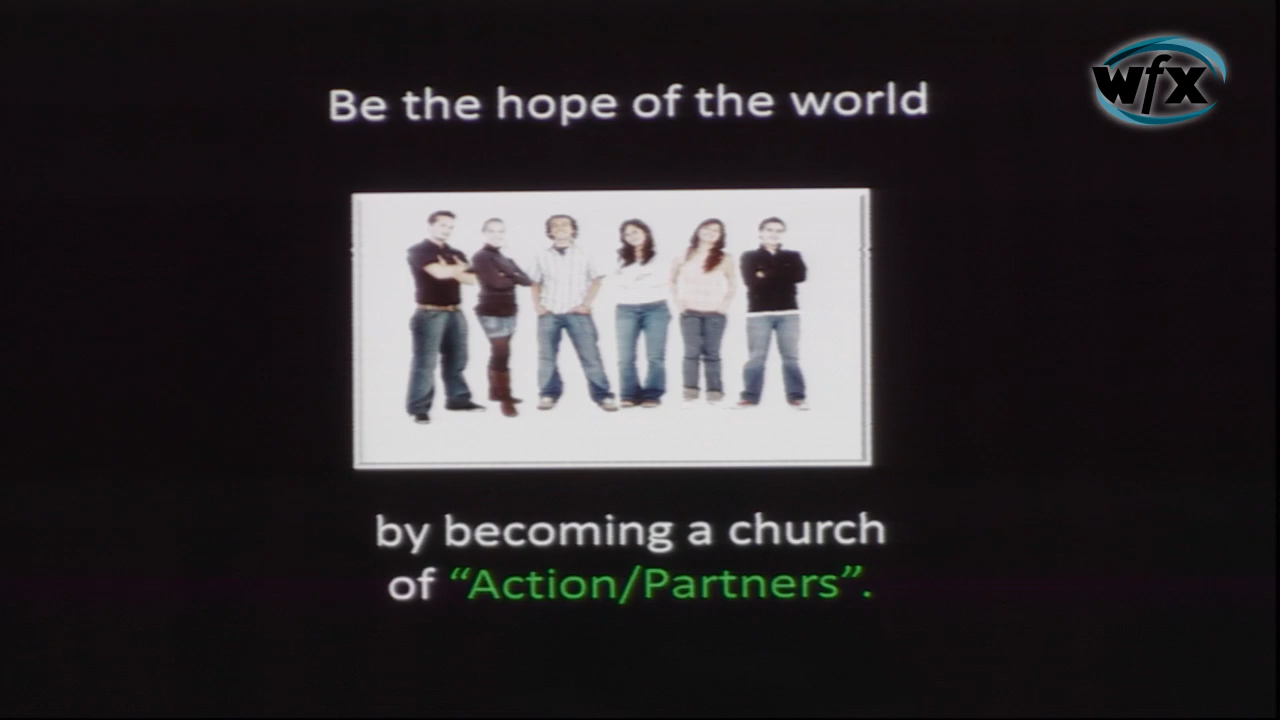 wfx
Be the hope of the world
by becoming a church
of “Action/Partners”.